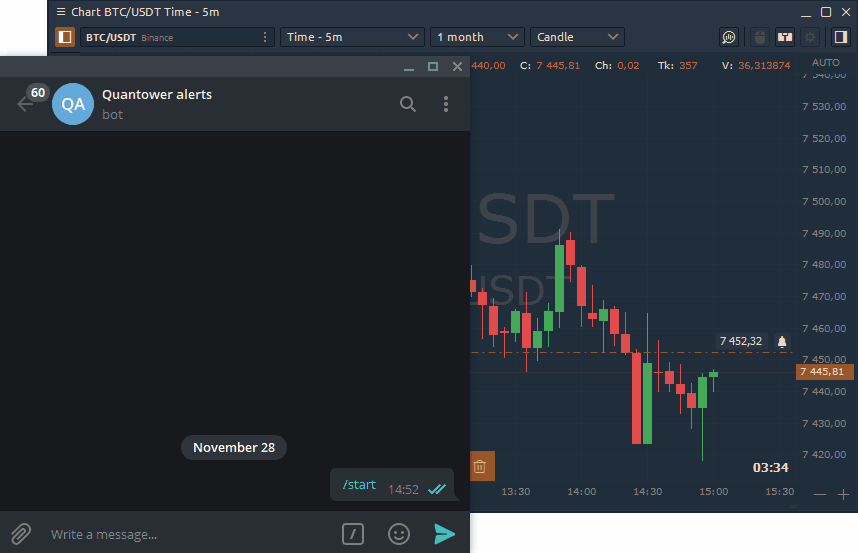 Chart BTC/USDT Time - 5m
BTC/USDT Binance
Time - 5m
1 month
Candle
60
QA
Quantower alerts
bot
440,00 C: 7 445,81 Ch: 0,02 Tk: 357 V: 36,313874
AUTO
7 540,00
7 530,00
7 520,00
7 510,00
7 500,00
7 490,00
7 480,00
7 470,00
7 460,00
7 450,00
7 440,00
7 430,00
7 420,00
SDT
USDT
7 452,32
7 445,81
03:34
13:30 14:00 14:30 15:00 15:30
November 28
/start 14:52
Write a message...
/